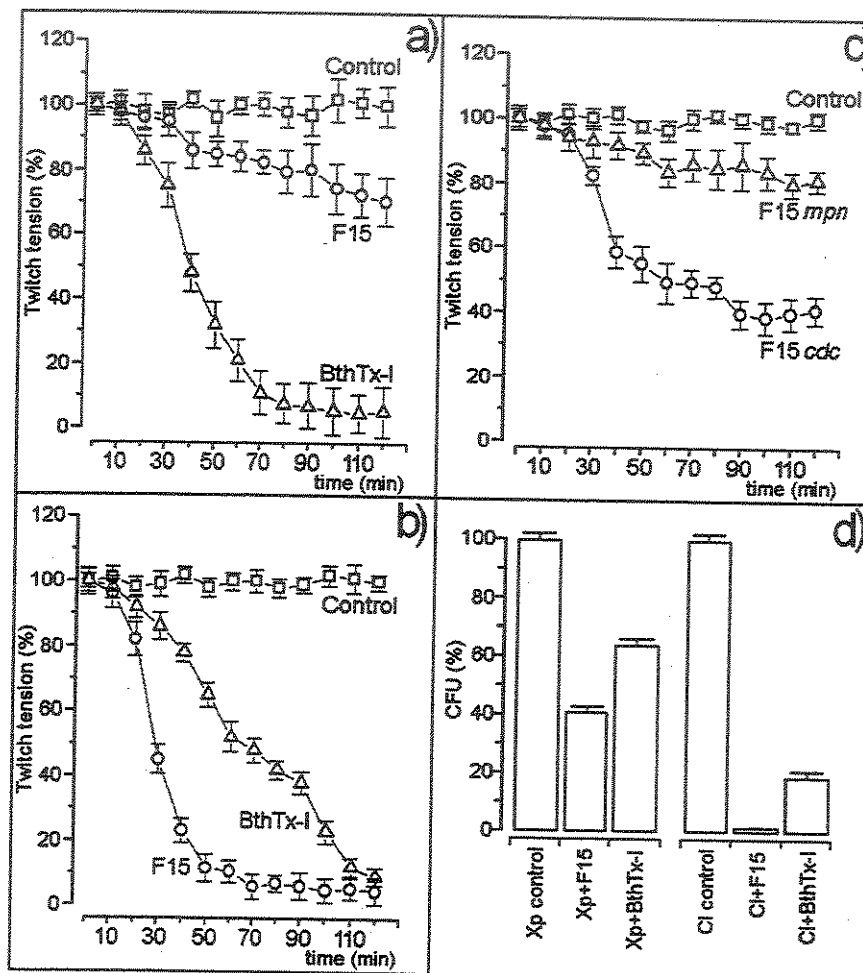 a)
120
100
80
60
40
20
0
Twitch tension (%)
Control
F15
BthTx-I
10 30 50 70 90 110
time (min)
c)
120
100
80
60
40
20
0
Twitch tension (%)
Control
F15 mpn
F15 cdc
10 30 50 70 90 110
time (min)
b)
120
100
80
60
40
20
0
Twitch tension (%)
Control
BthTx-I
F15
10 30 50 70 90 110
time (min)
d)
100
80
60
40
20
0
CFU (%)
Xp control
Xp+F15
Xp+BthTx-I
Cl control
Cl+F15
Cl+BthTx-I